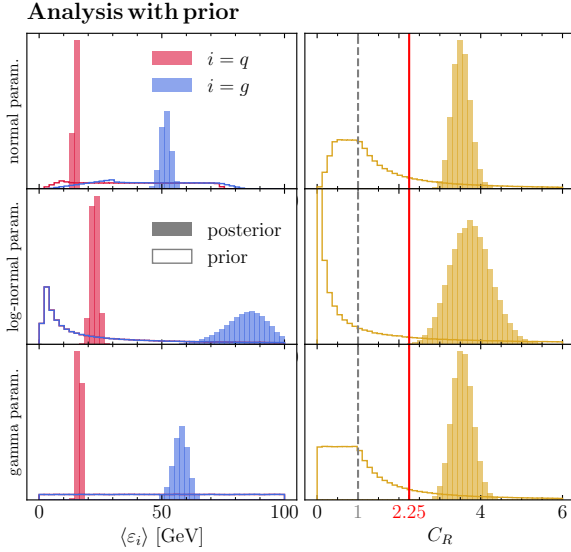 Analysis with prior
normal param.
i = q
i = g
log-normal param.
posterior
prior
gamma param.
0 50 100
⟨ε_i⟩ [GeV]
0 1 2.25 4 6
C_R